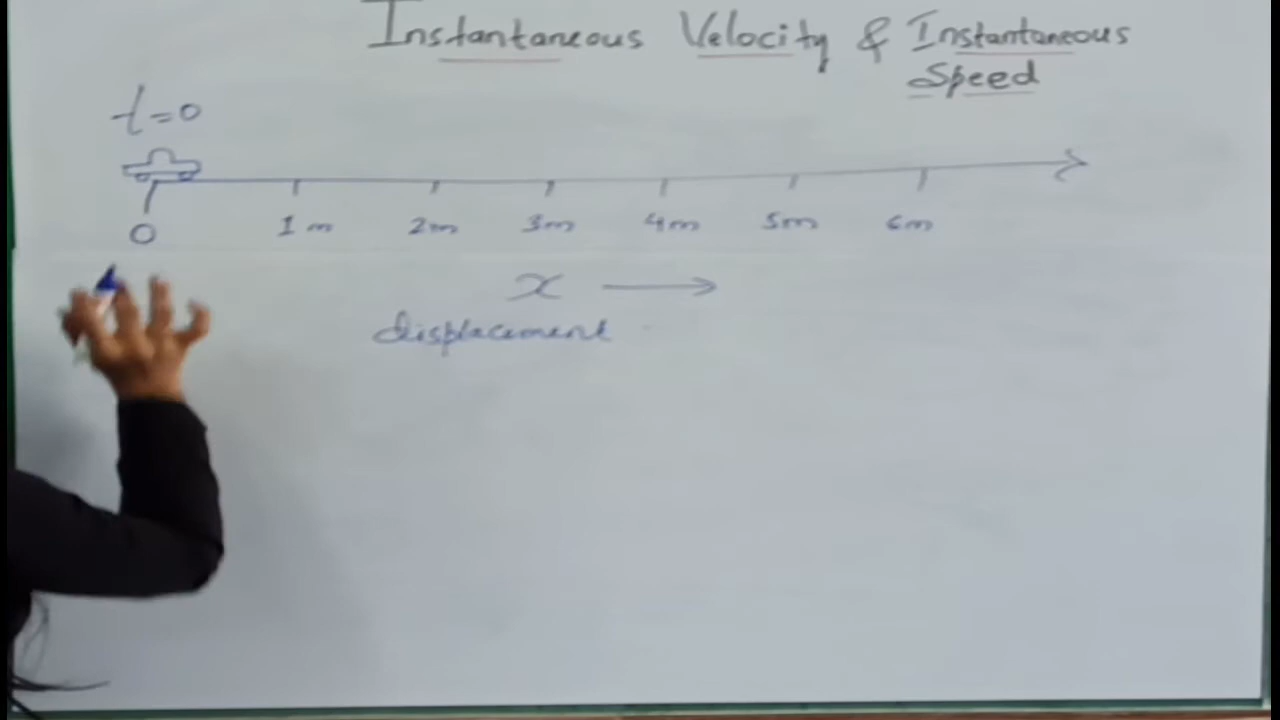 Instantaneous Velocity & Instantaneous
Speed
t=0
0 1m 2m 3m 4m 5m 6m
x
displacement